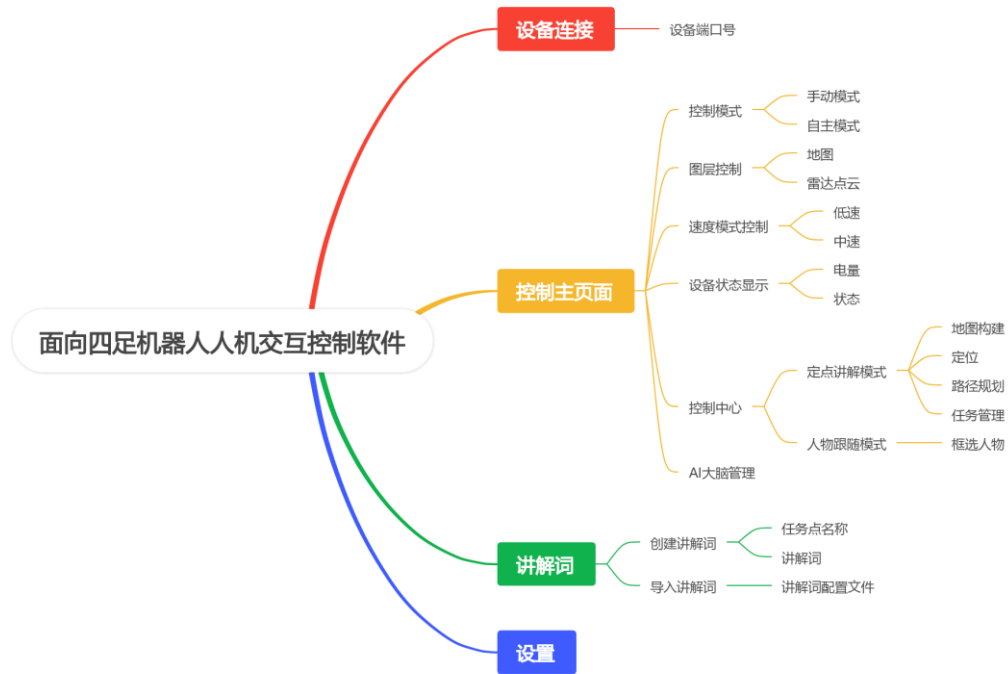 面向四足机器人人机交互控制软件
设备连接
设备端口号
控制主页面
控制模式
手动模式
自主模式
图层控制
地图
雷达点云
速度模式控制
低速
中速
设备状态显示
电量
状态
控制中心
定点讲解模式
地图构建
定位
路径规划
任务管理
人物跟随模式
框选人物
AI大脑管理
讲解词
创建讲解词
任务点名称
讲解词
导入讲解词
讲解词配置文件
设置